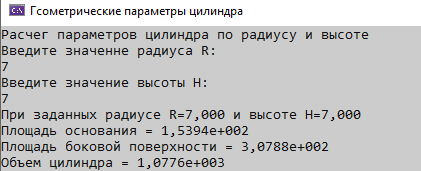 Геометрические параметры цилиндра
Расчет параметров цилиндра по радиусу и высоте
Введите значение радиуса R:
7
Введите значение высоты H:
7
При заданных радиусе R=7,000 и высоте H=7,000
Площадь основания = 1,5394e+002
Площадь боковой поверхности = 3,0788e+002
Объем цилиндра = 1,0776e+003